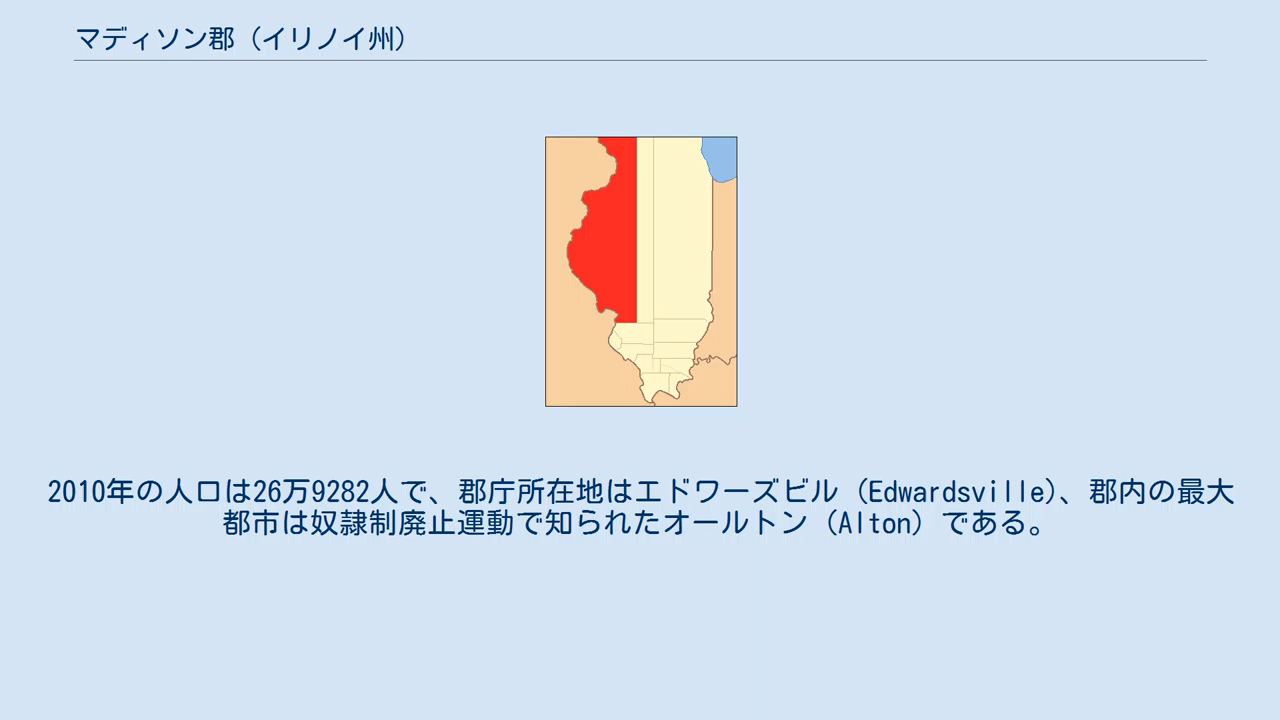 マディソン郡（イリノイ州）
2010年の人口は26万9282人で、郡庁所在地はエドワーズビル（Edwardsville）、郡内の最大
都市は奴隷制廃止運動で知られたオールトン（Alton）である。